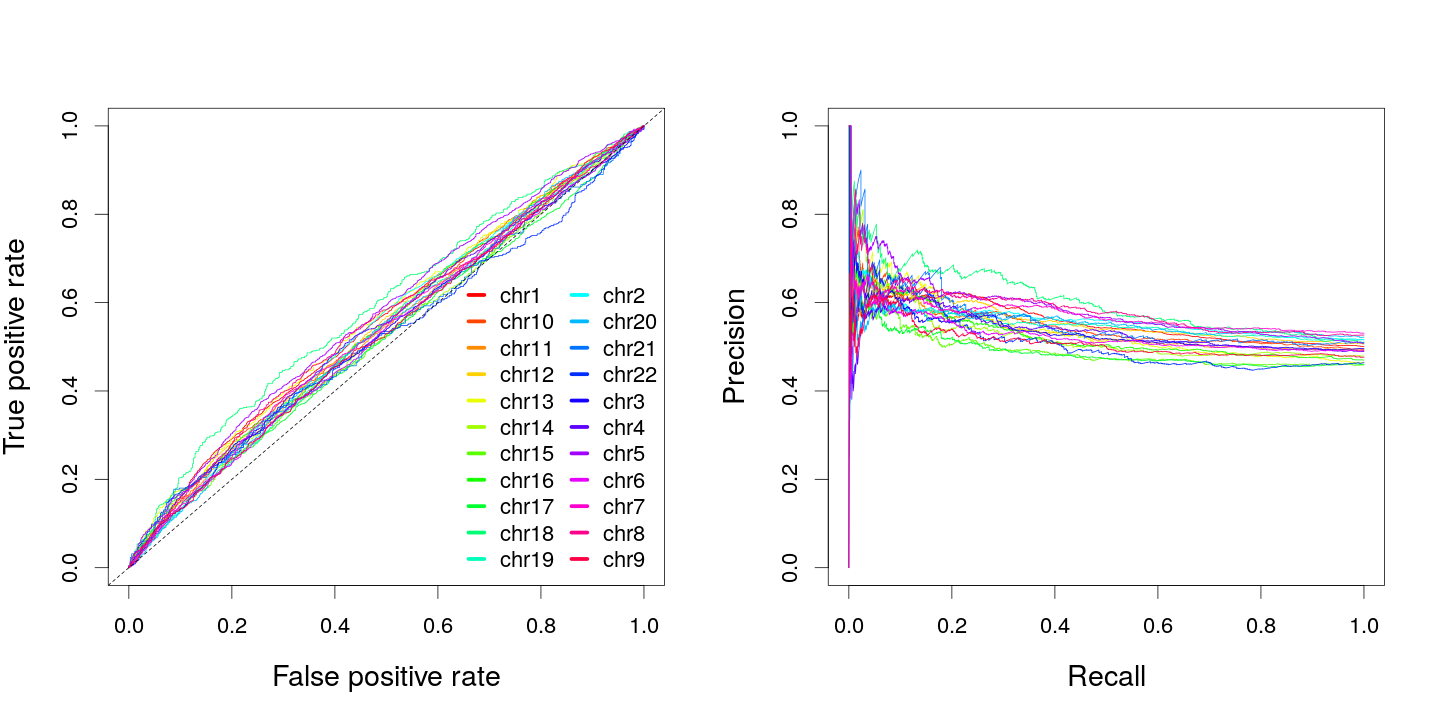 True positive rate
1.0
0.8
0.6
0.4
0.2
0.0
chr1 chr2
chr10 chr20
chr11 chr21
chr12 chr22
chr13 chr3
chr14 chr4
chr15 chr5
chr16 chr6
chr17 chr7
chr18 chr8
chr19 chr9
0.0 0.2 0.4 0.6 0.8 1.0
False positive rate
Precision
1.0
0.8
0.6
0.4
0.2
0.0
0.0 0.2 0.4 0.6 0.8 1.0
Recall